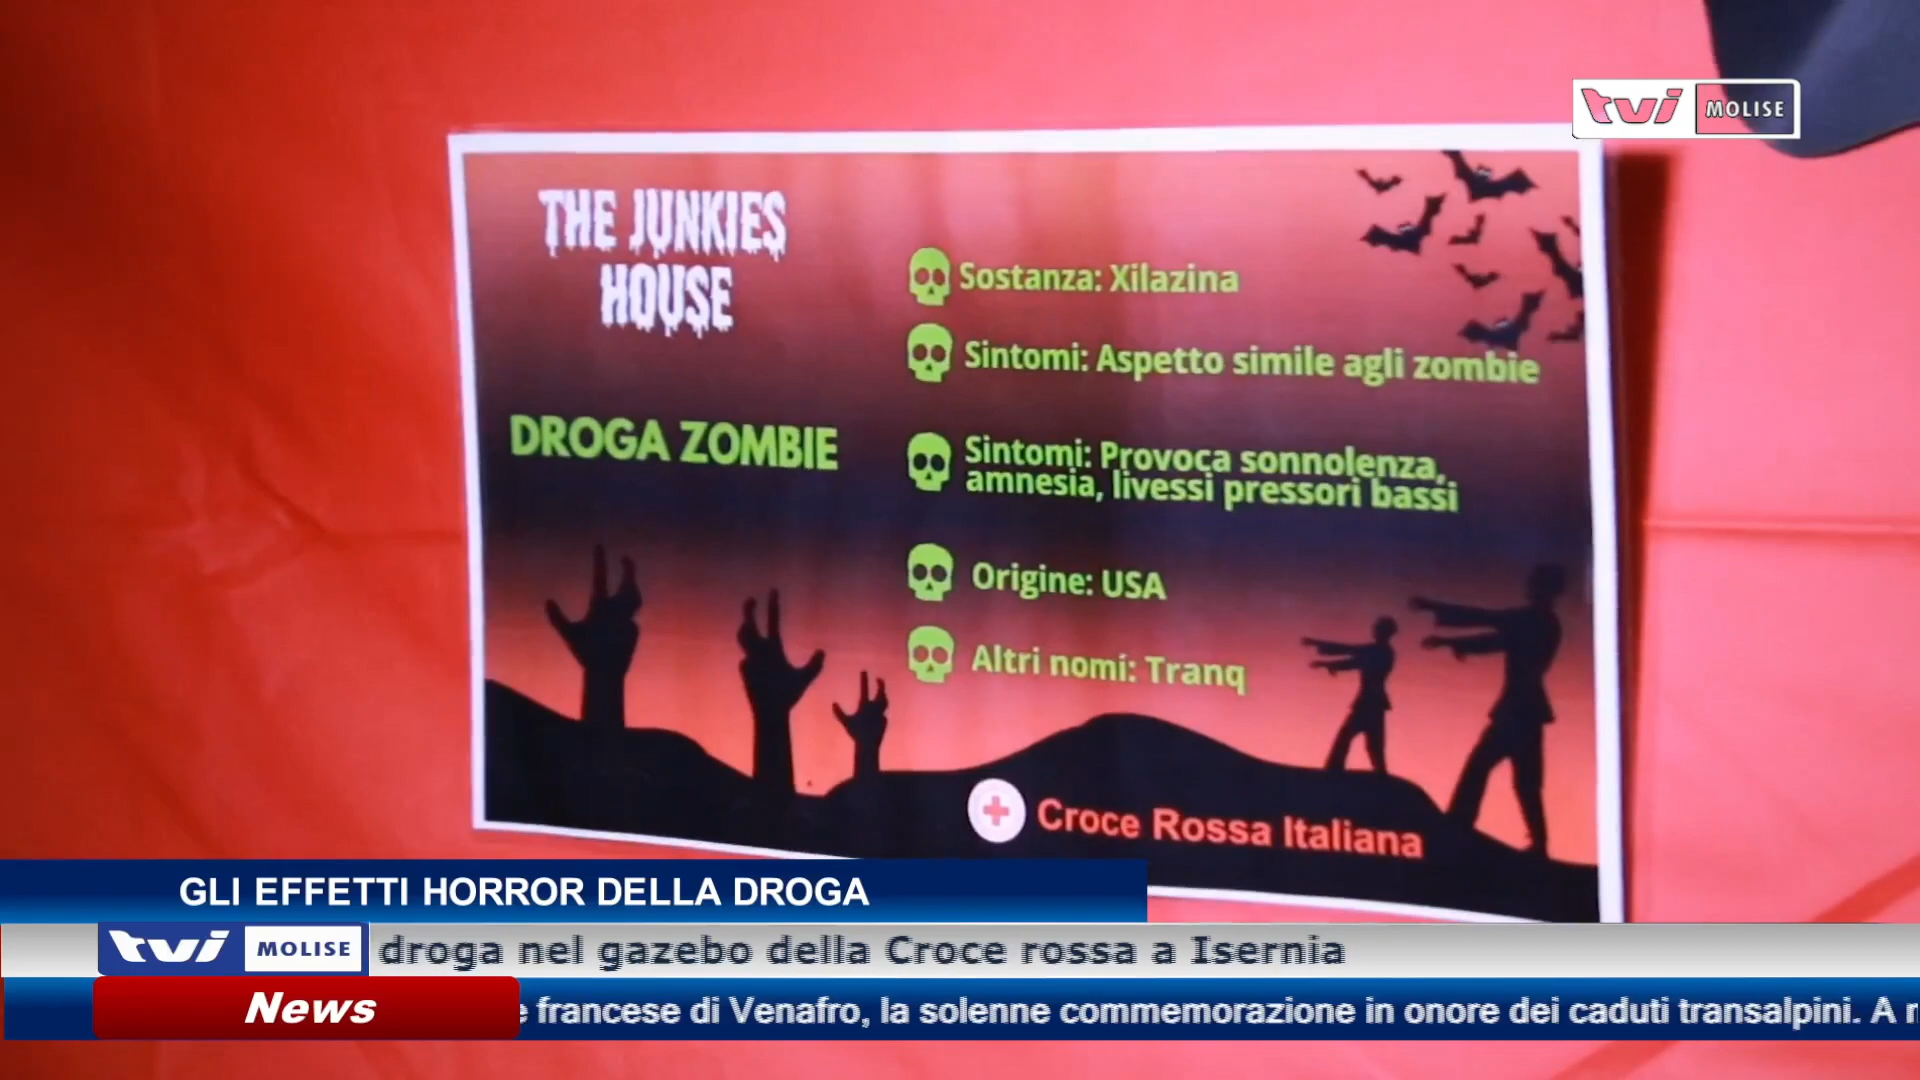 tvi MOLISE
THE JUNKIES
HOUSE
DROGA ZOMBIE
Sostanza: Xilazina
Sintomi: Aspetto simile agli zombie
Sintomi: Provoca sonnolenza,
amnesia, livessi pressori bassi
Origine: USA
Altri nomi: Tranq
Croce Rossa Italiana
GLI EFFETTI HORROR DELLA DROGA
tvi MOLISE
droga nel gazebo della Croce rossa a Isernia
News
e francese di Venafro, la solenne commemorazione in onore dei caduti transalpini. A